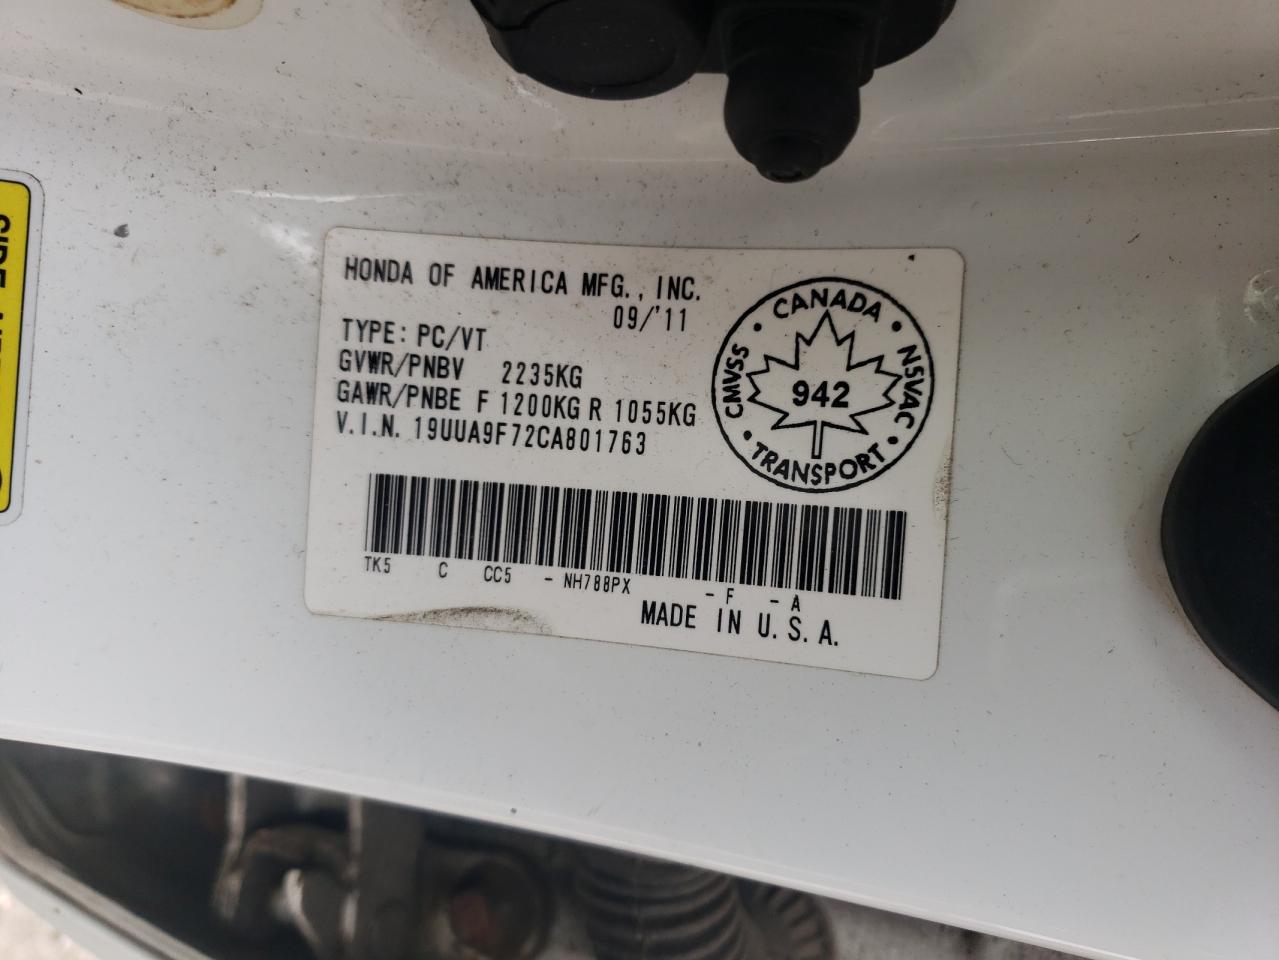 HONDA OF AMERICA MFG., INC.
09/'11
TYPE: PC/VT
GVWR/PNBV 2235KG
GAWR/PNBE F 1200KG R 1055KG
V.I.N. 19UUA9F72CA801763
CANADA • NSVAC • TRANSPORT • CMVSS •
942
TK5 C CC5 - NH788PX - F - A
MADE IN U.S.A.
SIDE